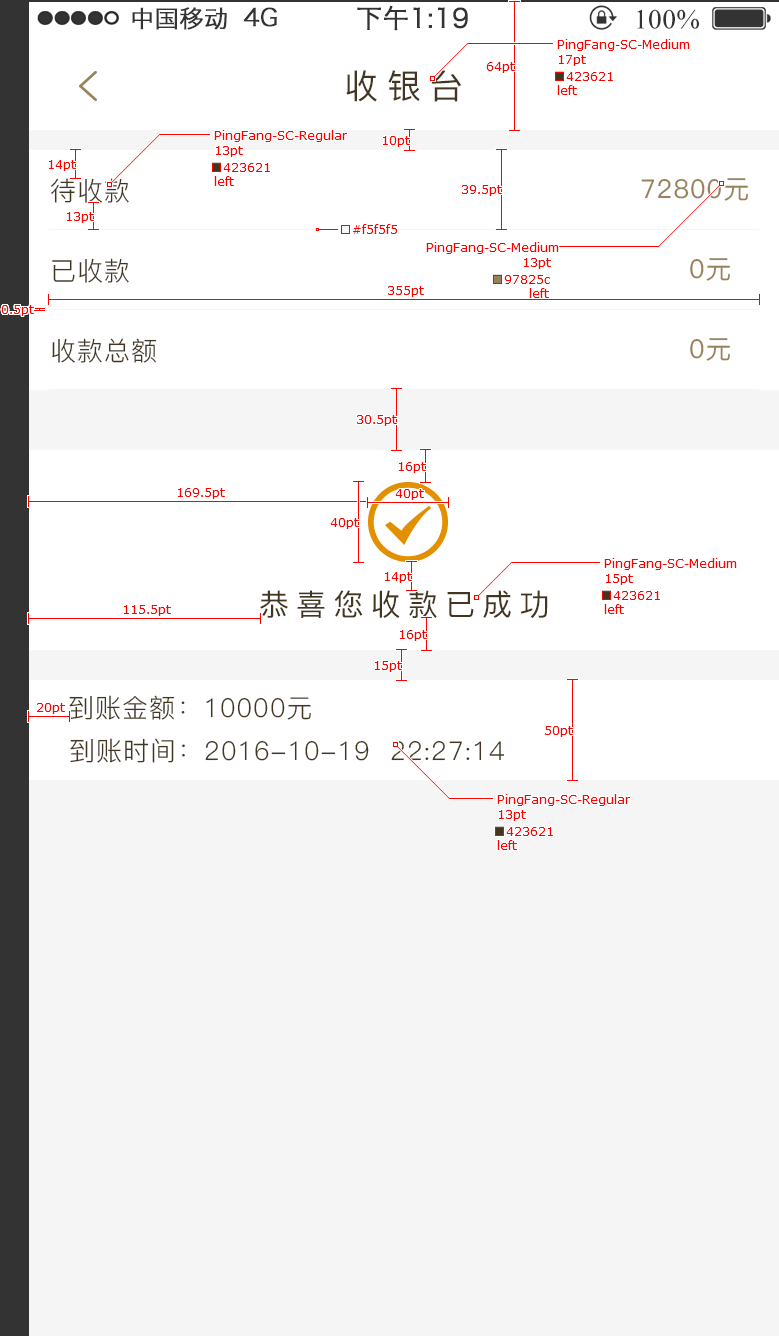 中国移动 4G 下午1:19 100%
PingFang-SC-Medium
17pt
423621
left
64pt
收银台
10pt
PingFang-SC-Regular
13pt
423621
left
14pt
待收款
72800元
39.5pt
13pt
#f5f5f5
PingFang-SC-Medium
13pt
97825c
left
已收款
0元
355pt
0.5pt
收款总额
0元
30.5pt
16pt
169.5pt
40pt
40pt
14pt
PingFang-SC-Medium
15pt
423621
left
恭喜您收款已成功
115.5pt
16pt
15pt
20pt
到账金额：10000元
50pt
到账时间：2016-10-19 22:27:14
PingFang-SC-Regular
13pt
423621
left